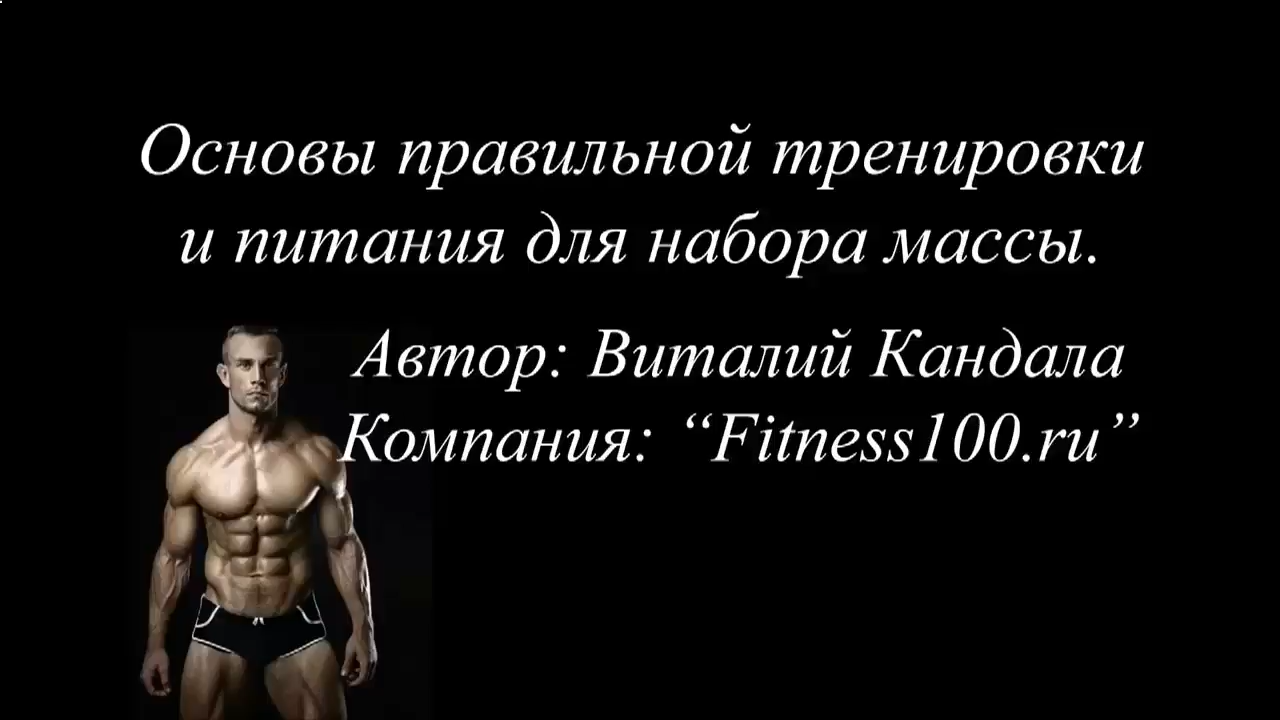 Основы правильной тренировки
и питания для набора массы.
Автор: Виталий Кандала
Компания: “Fitness100.ru”